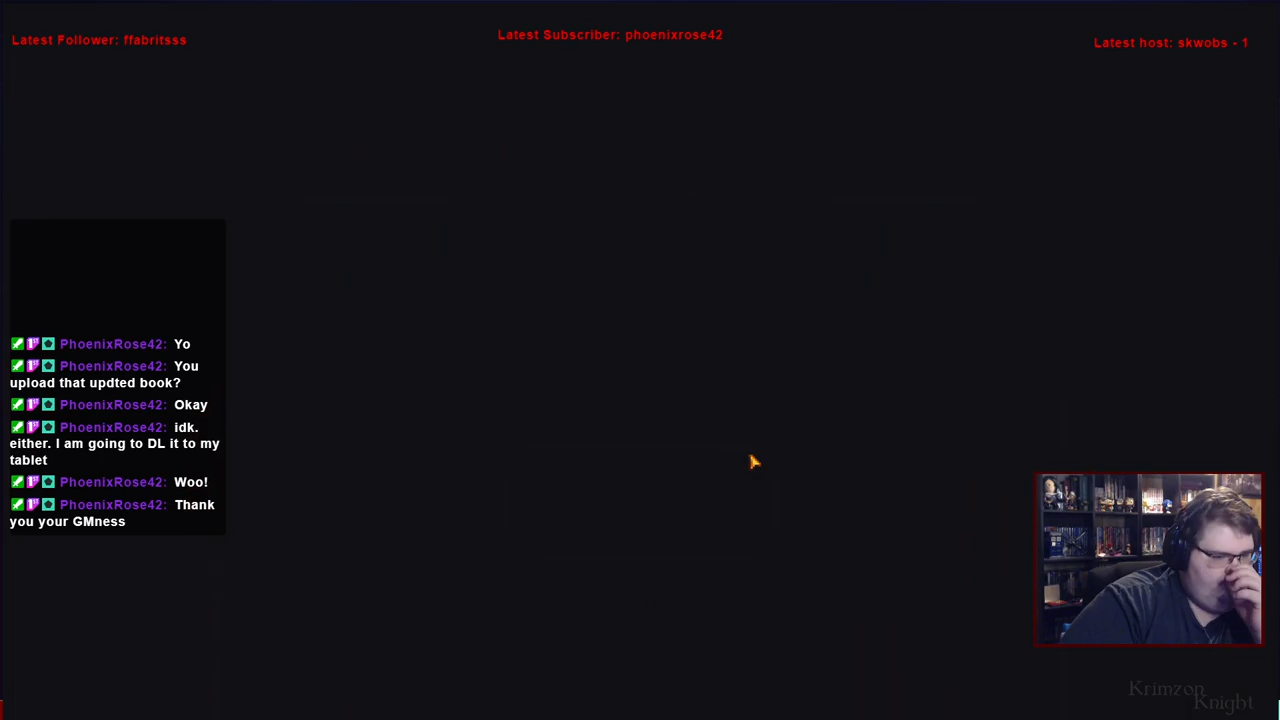 Latest Follower: ffabritsss
Latest Subscriber: phoenixrose42
Latest host: skwobs - 1
PhoenixRose42: Yo
PhoenixRose42: You
upload that updted book?
PhoenixRose42: Okay
PhoenixRose42: idk.
either. I am going to DL it to my
tablet
PhoenixRose42: Woo!
PhoenixRose42: Thank
you your GMness
Krimzon
Knight